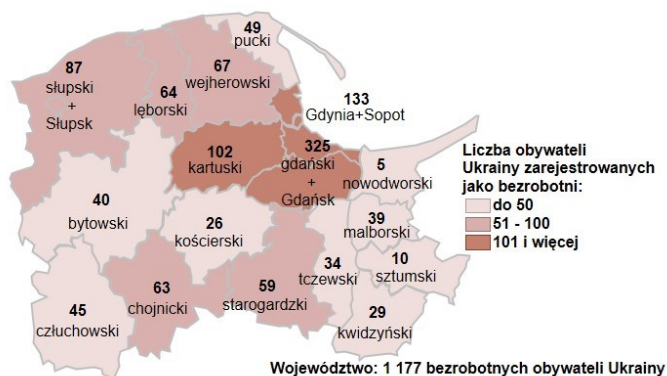 49
pucki
87
słupski
+
Słupsk
67
wejherowski
64
lęborski
133
Gdynia+Sopot
102
kartuski
325
gdański
+
Gdańsk
5
nowodworski
40
bytowski
26
kościerski
39
malborski
10
sztumski
34
tczewski
63
chojnicki
59
starogardzki
45
człuchowski
29
kwidzyński
Liczba obywateli
Ukrainy zarejestrowanych
jako bezrobotni:
do 50
51 - 100
101 i więcej
Województwo: 1 177 bezrobotnych obywateli Ukrainy